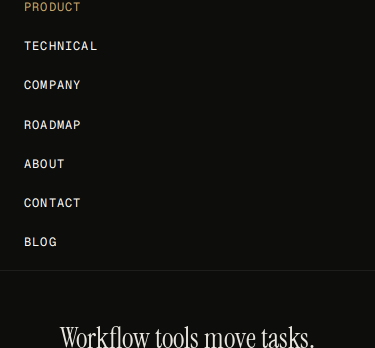 PRODUCT
TECHNICAL
COMPANY
ROADMAP
ABOUT
CONTACT
BLOG
Workflow tools move tasks.